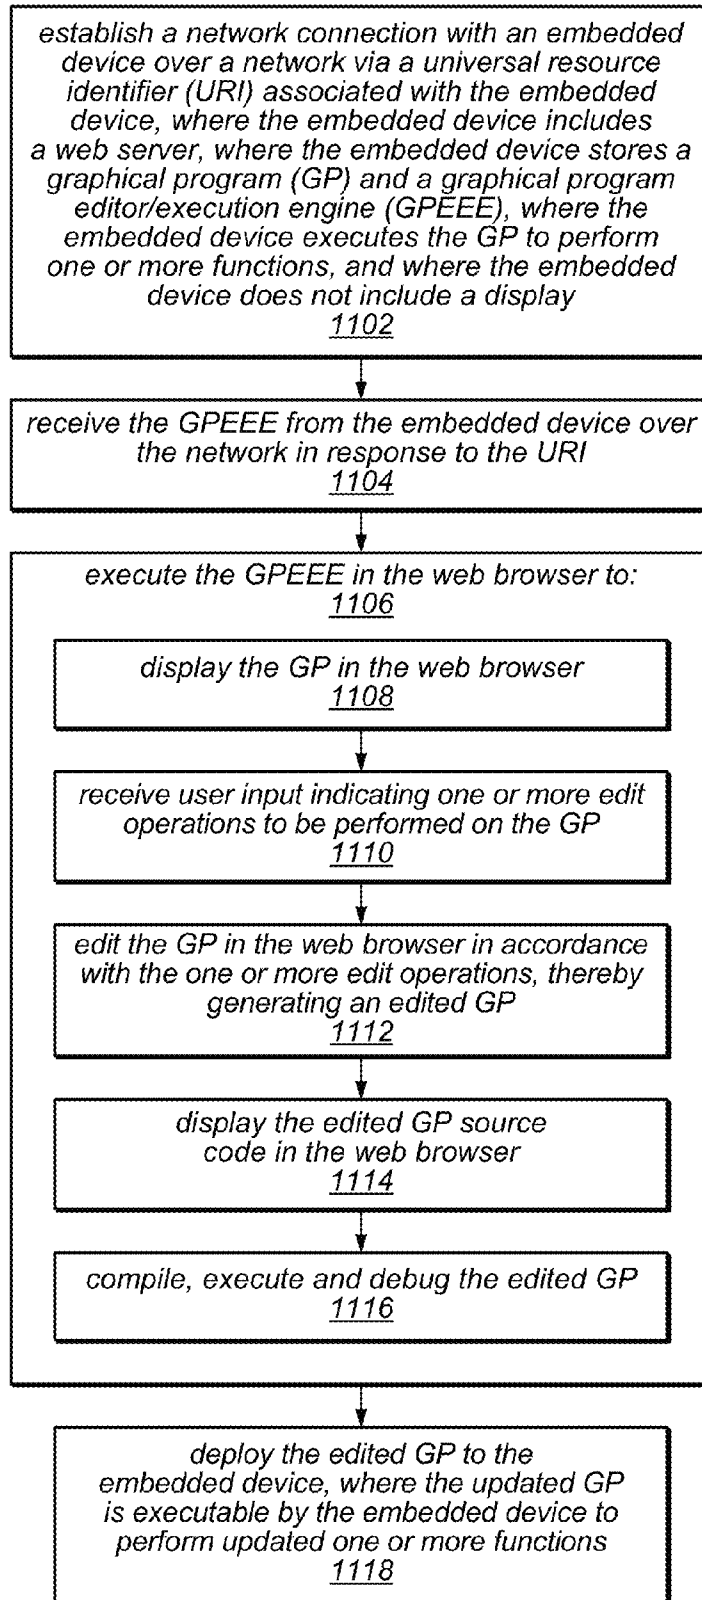 establish a network connection with an embedded
device over a network via a universal resource
identifier (URI) associated with the embedded
device, where the embedded device includes
a web server, where the embedded device stores a
graphical program (GP) and a graphical program
editor/execution engine (GPEEE), where the
embedded device executes the GP to perform
one or more functions, and where the embedded
device does not include a display
1102
receive the GPEEE from the embedded device over
the network in response to the URI
1104
execute the GPEEE in the web browser to:
1106
display the GP in the web browser
1108
receive user input indicating one or more edit
operations to be performed on the GP
1110
edit the GP in the web browser in accordance
with the one or more edit operations, thereby
generating an edited GP
1112
display the edited GP source
code in the web browser
1114
compile, execute and debug the edited GP
1116
deploy the edited GP to the
embedded device, where the updated GP
is executable by the embedded device to
perform updated one or more functions
1118